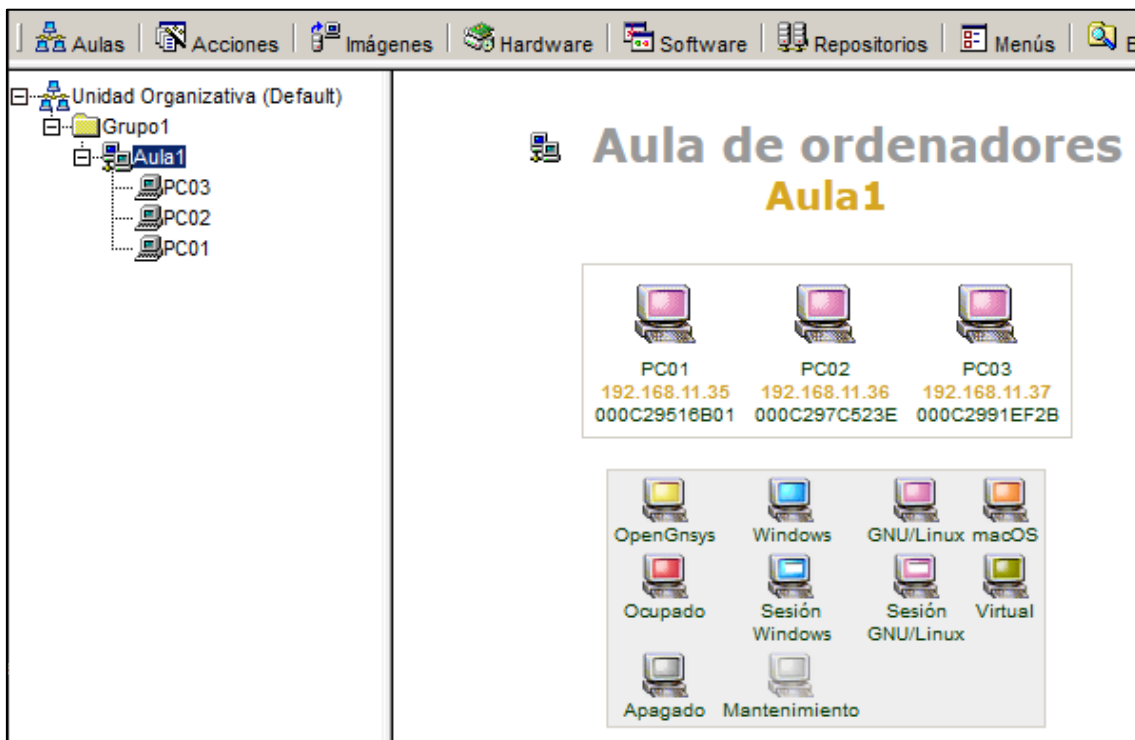 Aulas Acciones Imágenes Hardware Software Repositorios Menús
Unidad Organizativa (Default)
Grupo1
Aula1
PC03
PC02
PC01
Aula de ordenadores
Aula1
PC01 PC02 PC03
192.168.11.35 192.168.11.36 192.168.11.37
000C29516B01 000C297C523E 000C2991EF2B
OpenGnsys Windows GNU/Linux macOS
Ocupado Sesión Windows Sesión GNU/Linux Virtual
Apagado Mantenimiento